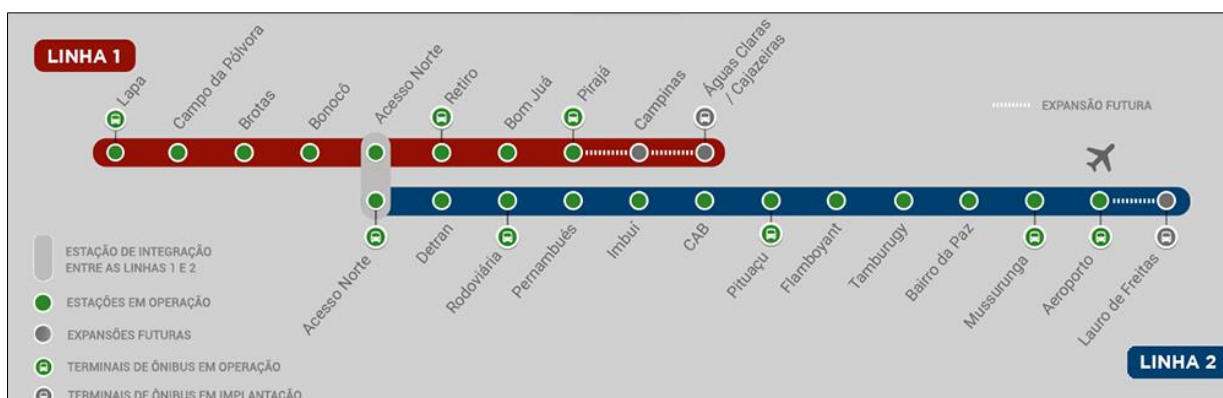 LINHA 1
Lapa
Campo da Pólvora
Brotas
Bonocô
Acesso Norte
Retiro
Bom Juá
Pirajá
Campinas
Águas Claras
/ Cajazeiras
EXPANSÃO FUTURA
Acesso Norte
Detran
Rodoviária
Pernambués
Imbuí
CAB
Pituaçu
Flamboyant
Tamburugy
Bairro da Paz
Mussurunga
Aeroporto
Lauro de Freitas
ESTAÇÃO DE INTEGRAÇÃO
ENTRE AS LINHAS 1 E 2
ESTAÇÕES EM OPERAÇÃO
EXPANSÕES FUTURAS
TERMINAIS DE ÔNIBUS EM OPERAÇÃO
TERMINAIS DE ÔNIBUS EM IMPLANTAÇÃO
LINHA 2